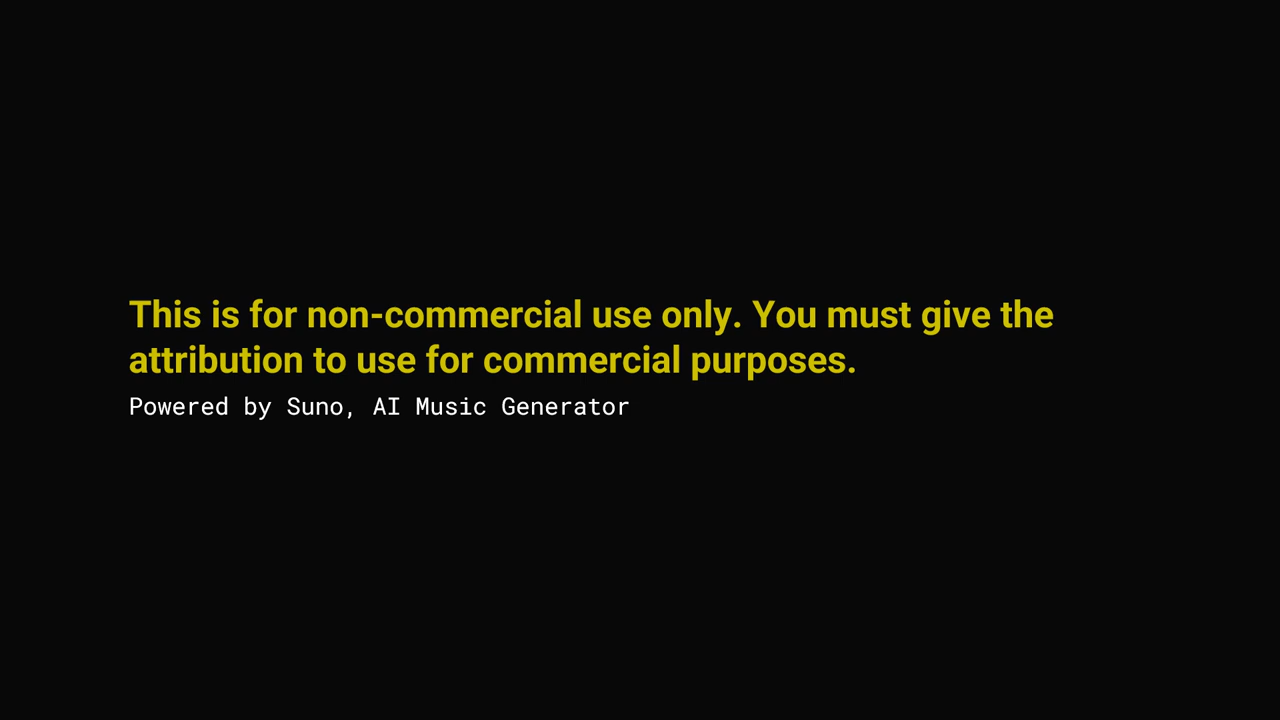 This is for non-commercial use only. You must give the
attribution to use for commercial purposes.
Powered by Suno, AI Music Generator